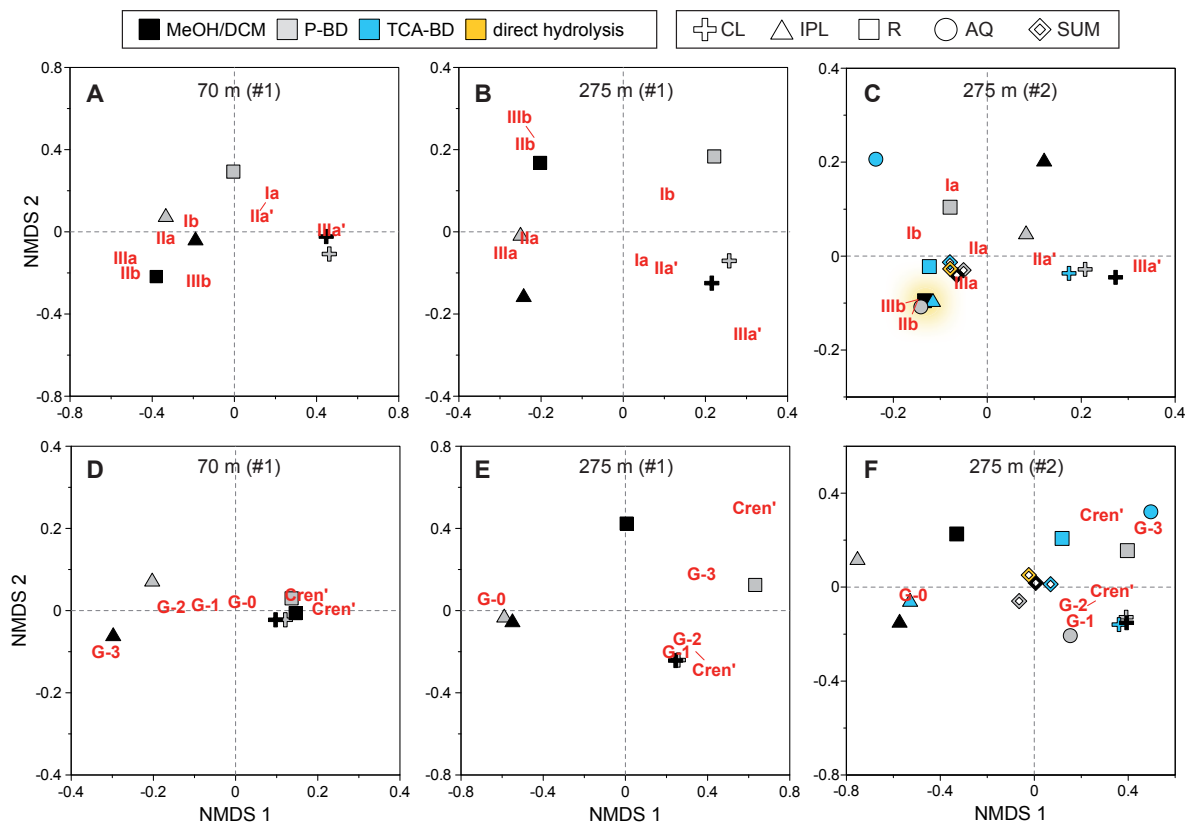 MeOH/DCM P-BD TCA-BD direct hydrolysis CL IPL R AQ SUM
A 70 m (#1)
0.8
0.4
0
-0.4
-0.8
-0.8 -0.4 0 0.4 0.8
NMDS 2
Ia
IIa'
Ib
IIIa'
IIa
IIIa
IIb
IIIb
B 275 m (#1)
0.4
0.2
0
-0.2
-0.4
-0.4 -0.2 0 0.2 0.4
IIIb
IIb
Ib
IIa
IIIa
Ia
IIa'
IIIa'
C 275 m (#2)
0.4
0.2
0
-0.2
-0.2 0 0.2 0.4
Ia
Ib
IIa
IIa'
IIIa'
IIIa
IIIb
IIb
D 70 m (#1)
0.4
0.2
0
-0.2
0.4
-0.4 -0.2 0 0.2 0.4
NMDS 2
NMDS 1
Cren'
G-2 G-1 G-0 Cren'
G-3
E 275 m (#1)
0.8
0.4
0
-0.4
0.8
-0.8 -0.4 0 0.4 0.8
NMDS 1
Cren'
G-3
G-0
G-2
G-1
Cren'
F 275 m (#2)
0.4
0
-0.4
-0.8
-0.8 -0.4 0 0.4 0.8
NMDS 1
Cren'
G-3
G-0
Cren'
G-2
G-1